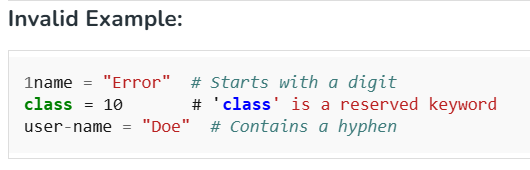 Invalid Example:
1name = "Error"  # Starts with a digit
class = 10       # 'class' is a reserved keyword
user-name = "Doe"  # Contains a hyphen